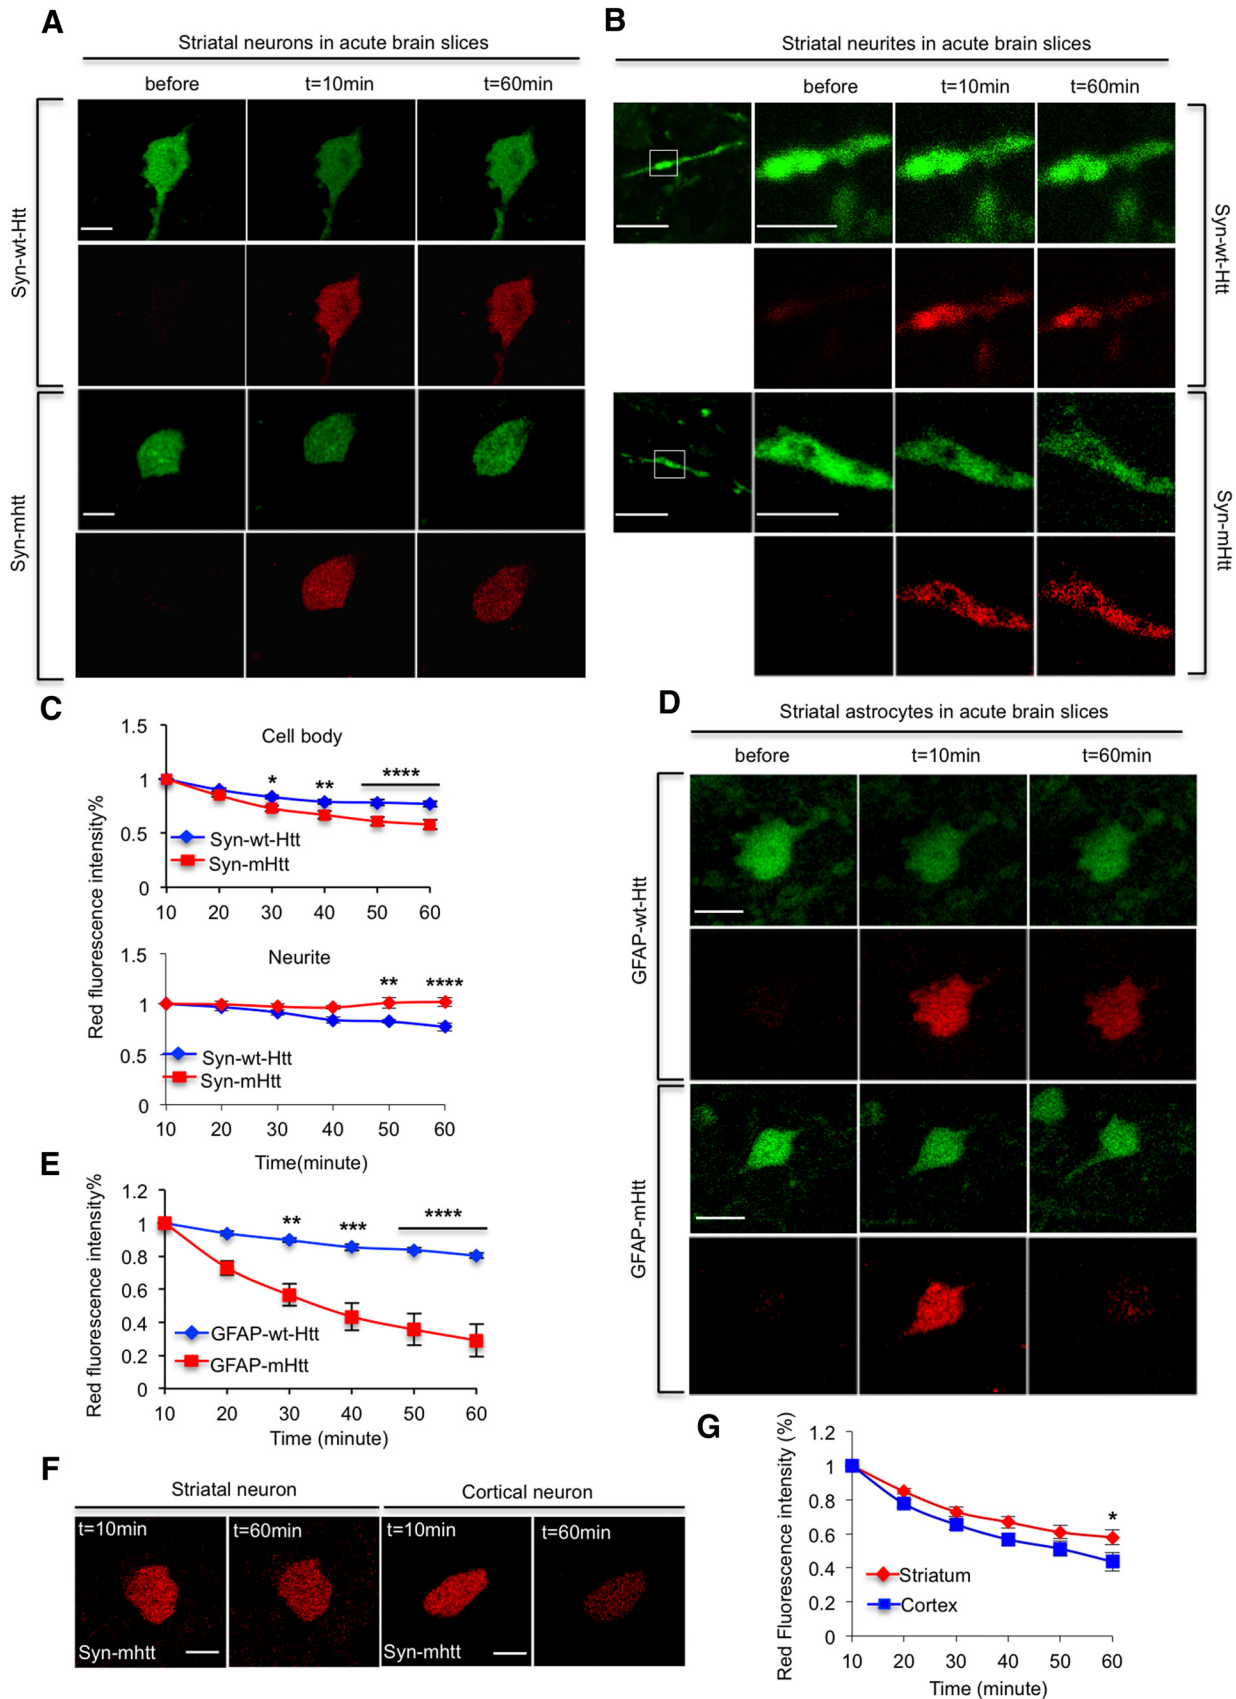 A
Striatal neurons in acute brain slices
before t=10min t=60min
Syn-wt-Htt
Syn-mhtt
B
Striatal neurites in acute brain slices
before t=10min t=60min
Syn-wt-Htt
Syn-mHtt
C
Cell body
Red fluorescence intensity%
1.5
1
0.5
0
* ** ****
Syn-wt-Htt
Syn-mHtt
10 20 30 40 50 60
Neurite
1.5
1
0.5
0
** ****
Syn-wt-Htt
Syn-mHtt
10 20 30 40 50 60
Time(minute)
D
Striatal astrocytes in acute brain slices
before t=10min t=60min
GFAP-wt-Htt
GFAP-mHtt
E
Red fluorescence intensity%
1.2
1
0.8
0.6
0.4
0.2
0
** *** ****
GFAP-wt-Htt
GFAP-mHtt
10 20 30 40 50 60
Time (minute)
F
Striatal neuron Cortical neuron
t=10min t=60min t=10min t=60min
Syn-mhtt Syn-mhtt
G
Red Fluorescence intensity (%)
1.2
1
0.8
0.6
0.4
0.2
0
*
Striatum
Cortex
10 20 30 40 50 60
Time (minute)